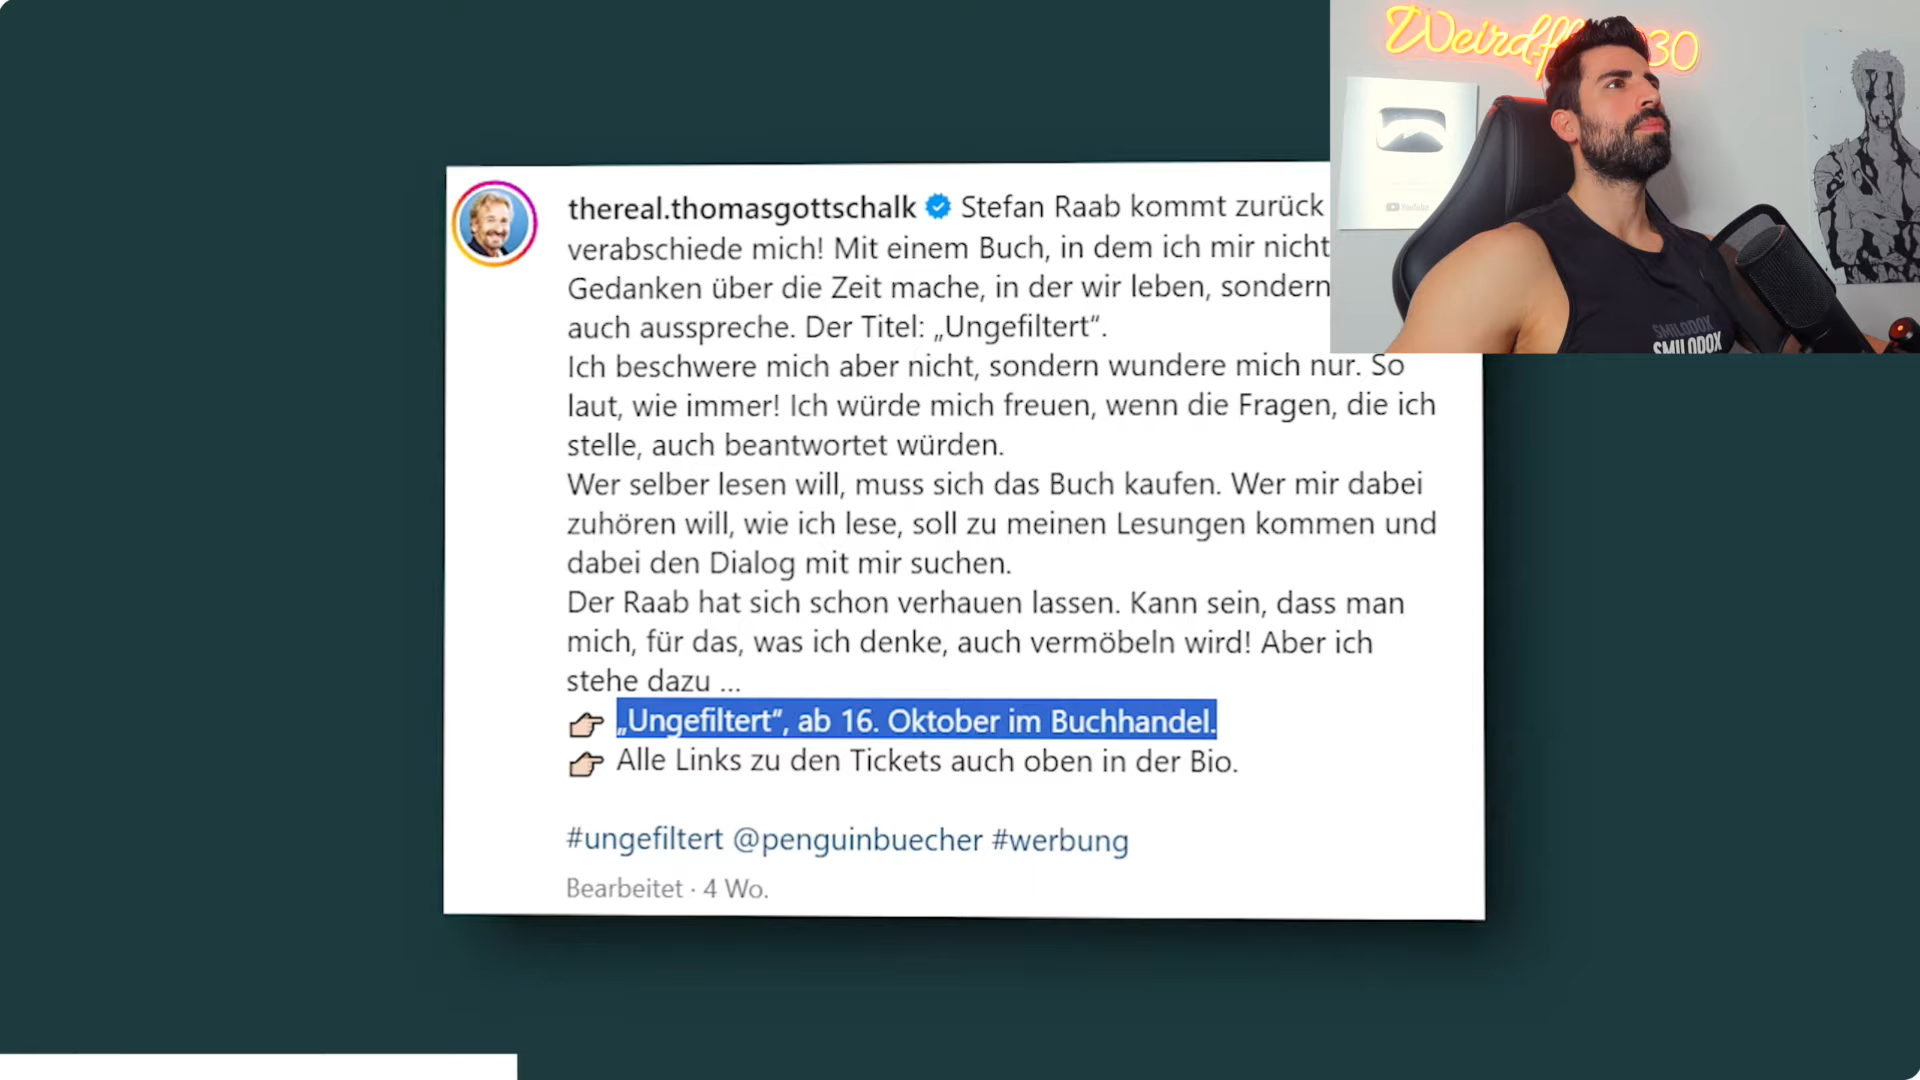 Weird
30
YouTube
SMILODOX
SMILODOX
thereal.thomasgottschalk Stefan Raab kommt zurück
verabschiede mich! Mit einem Buch, in dem ich mir nicht
Gedanken über die Zeit mache, in der wir leben, sondern
auch ausspreche. Der Titel: „Ungefiltert“.
Ich beschwere mich aber nicht, sondern wundere mich nur. So
laut, wie immer! Ich würde mich freuen, wenn die Fragen, die ich
stelle, auch beantwortet würden.
Wer selber lesen will, muss sich das Buch kaufen. Wer mir dabei
zuhören will, wie ich lese, soll zu meinen Lesungen kommen und
dabei den Dialog mit mir suchen.
Der Raab hat sich schon verhauen lassen. Kann sein, dass man
mich, für das, was ich denke, auch vermöbeln wird! Aber ich
stehe dazu ...
👉 „Ungefiltert“, ab 16. Oktober im Buchhandel.
👉 Alle Links zu den Tickets auch oben in der Bio.
#ungefiltert @penguinbuecher #werbung
Bearbeitet · 4 Wo.